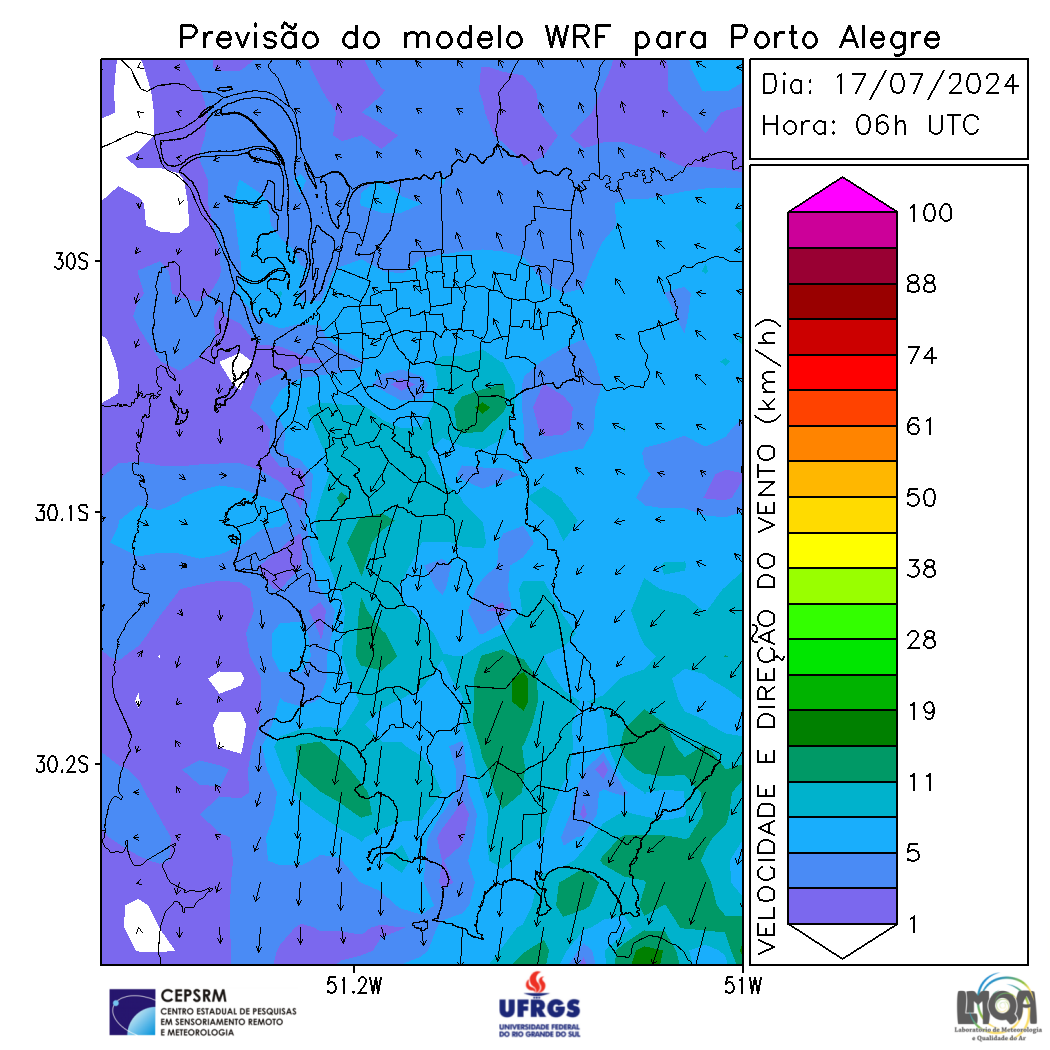 Previsão do modelo WRF para Porto Alegre
Dia: 17/07/2024
Hora: 06h UTC
30S
30.1S
30.2S
51.2W
51W
VELOCIDADE E DIREÇÃO DO VENTO (km/h)
100
88
74
61
50
38
28
19
11
5
1
CEPSRM
CENTRO ESTADUAL DE PESQUISAS
EM SENSORIAMENTO REMOTO
E METEOROLOGIA
UFRGS
UNIVERSIDADE FEDERAL
DO RIO GRANDE DO SUL
LMQA
Laboratório de Meteorologia
e Qualidade do Ar